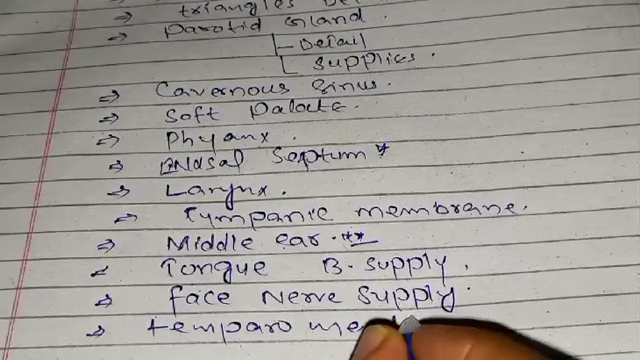 ⇒ triangles
⇒ Parotid Gland.
Detail
Supplies.
⇒ Cavernous Sinus.
⇒ Soft Palate.
⇒ Phyanx.
⇒ Nasal Septum *
⇒ Larynx.
⇒ Tympanic membrane.
⇒ Middle ear. **
⇒ Tongue B. supply.
⇒ face Nerve Supply.
⇒ temparo